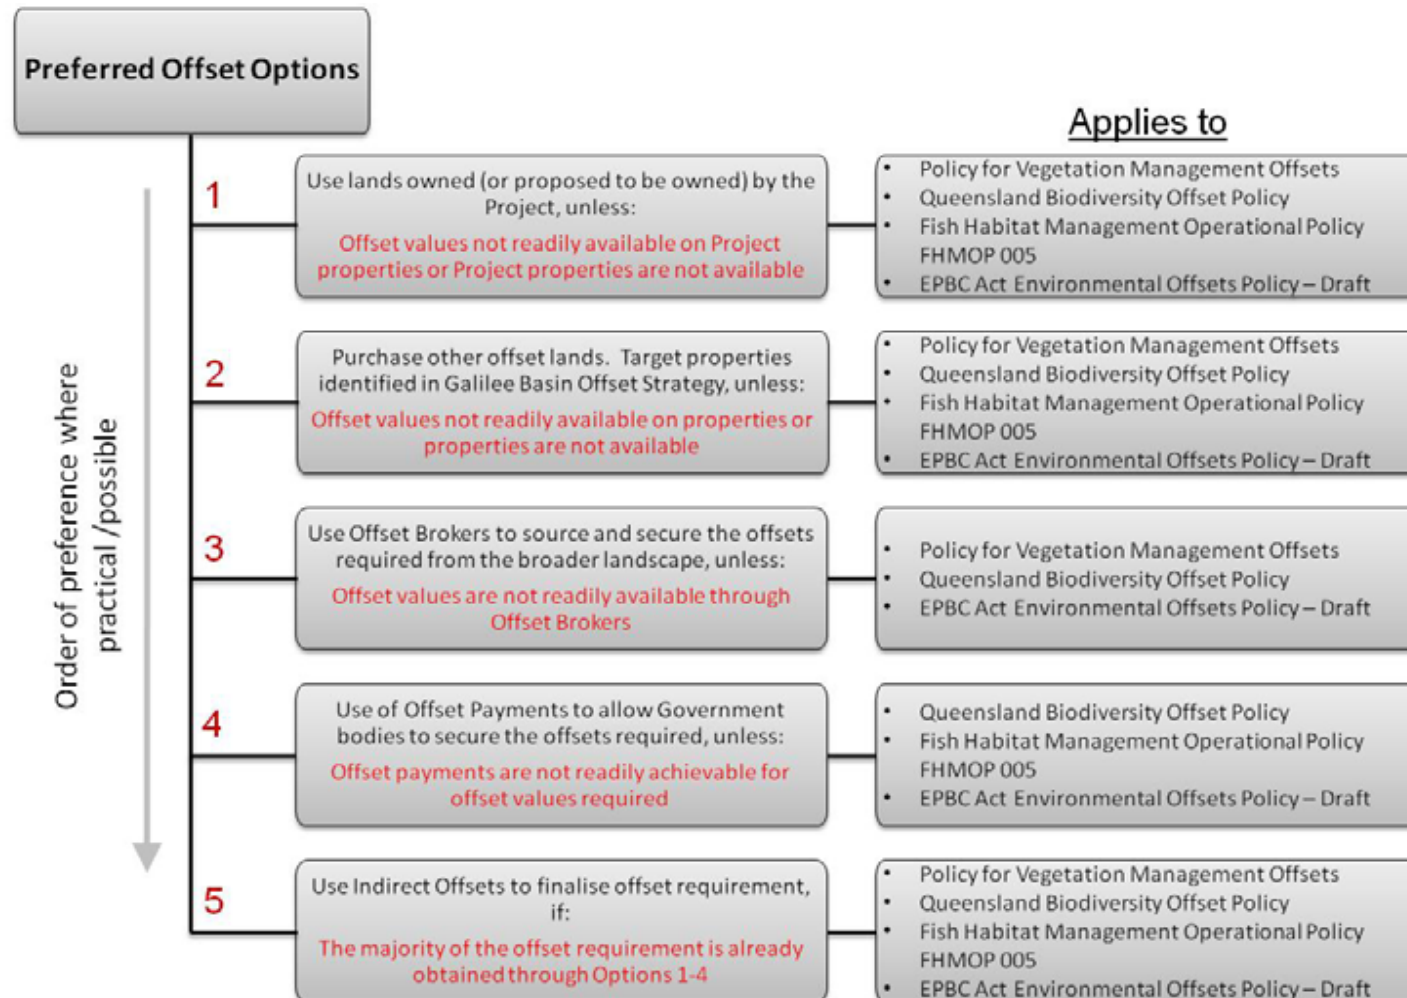 Preferred Offset Options
Applies to
Order of preference where
practical /possible
1
Use lands owned (or proposed to be owned) by the
Project, unless:
Offset values not readily available on Project
properties or Project properties are not available
• Policy for Vegetation Management Offsets
• Queensland Biodiversity Offset Policy
• Fish Habitat Management Operational Policy
FHMOP 005
• EPBC Act Environmental Offsets Policy – Draft
2
Purchase other offset lands. Target properties
identified in Galilee Basin Offset Strategy, unless:
Offset values not readily available on properties or
properties are not available
• Policy for Vegetation Management Offsets
• Queensland Biodiversity Offset Policy
• Fish Habitat Management Operational Policy
FHMOP 005
• EPBC Act Environmental Offsets Policy – Draft
3
Use Offset Brokers to source and secure the offsets
required from the broader landscape, unless:
Offset values are not readily available through
Offset Brokers
• Policy for Vegetation Management Offsets
• Queensland Biodiversity Offset Policy
• EPBC Act Environmental Offsets Policy – Draft
4
Use of Offset Payments to allow Government
bodies to secure the offsets required, unless:
Offset payments are not readily achievable for
offset values required
• Queensland Biodiversity Offset Policy
• Fish Habitat Management Operational Policy
FHMOP 005
• EPBC Act Environmental Offsets Policy – Draft
5
Use Indirect Offsets to finalise offset requirement,
if:
The majority of the offset requirement is already
obtained through Options 1-4
• Policy for Vegetation Management Offsets
• Queensland Biodiversity Offset Policy
• Fish Habitat Management Operational Policy
FHMOP 005
• EPBC Act Environmental Offsets Policy – Draft